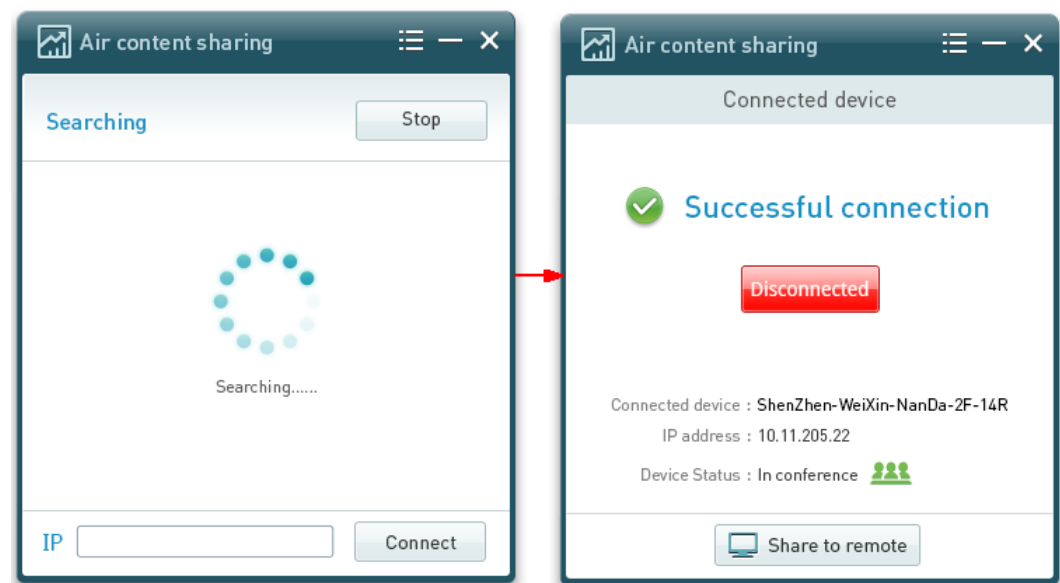 Air content sharing
Searching
Stop
Searching......
IP
Connect
Air content sharing
Connected device
Successful connection
Disconnected
Connected device : ShenZhen-WeiXin-NanDa-2F-14R
IP address : 10.11.205.22
Device Status : In conference
Share to remote